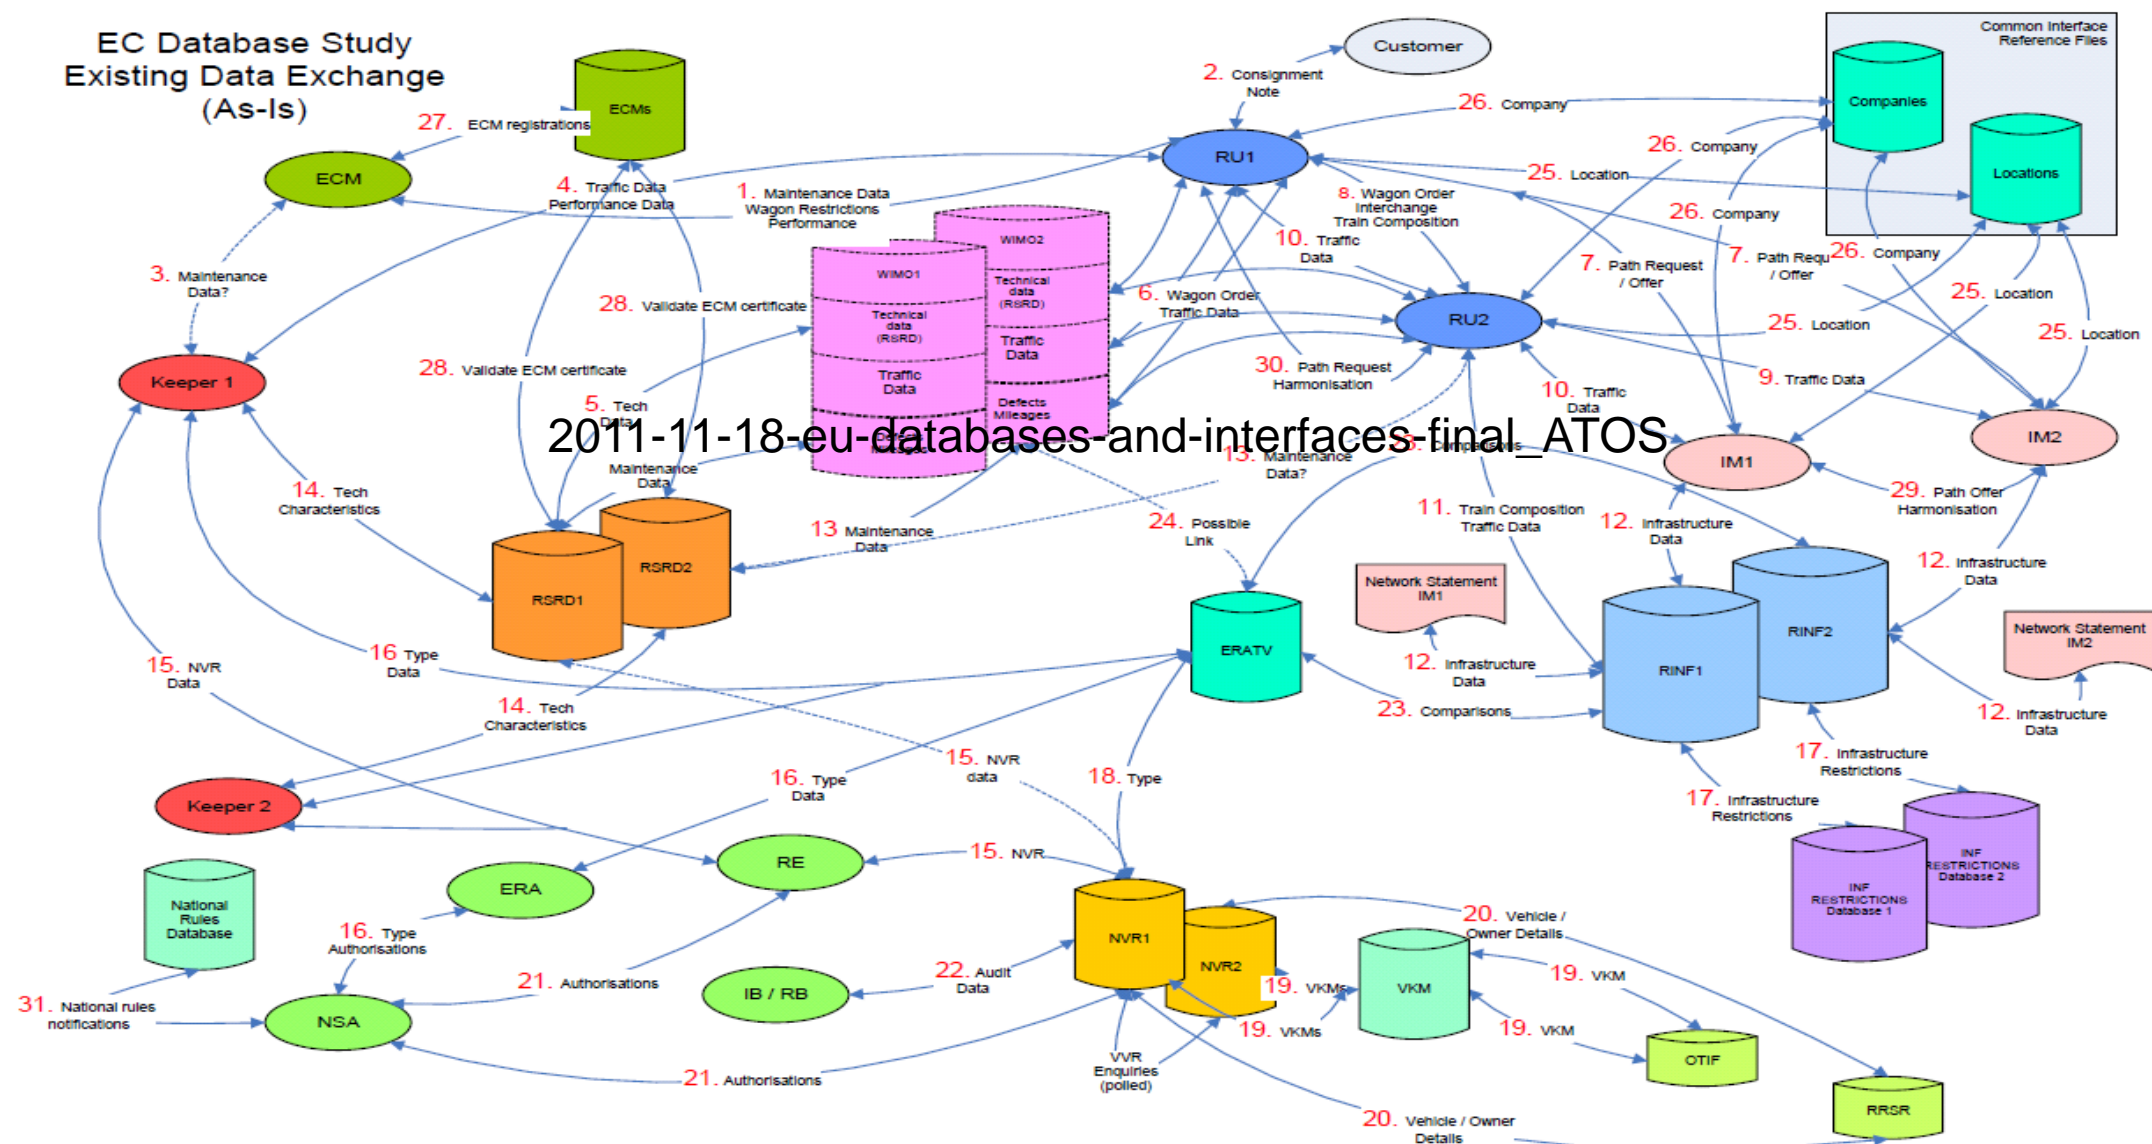 EC Database Study
Existing Data Exchange
(As-Is)
ECMs
27. ECM registrations
ECM
Customer
2. Consignment
Note
Common Interface
Reference Files
Companies
Locations
26. Company
RU1
26. Company
25. Location
4. Traffic Data
Performance Data
1. Maintenance Data
Wagon Restrictions
Performance
8. Wagon Order
Interchange
Train Composition
26. Company
3. Maintenance
Data?
WIMO2
Technical
data
(RSRD)
Traffic
Data
Defects
Mileages
WIMO1
Technical
data
(RSRD)
Traffic
Data
Defects
Mileages
10. Traffic
Data
7. Path Request
/ Offer
7. Path Requ
/ Offer
26. Company
28. Validate ECM certificate
6. Wagon Order
Traffic Data
RU2
25. Location
25. Location
25. Location
Keeper 1
28. Validate ECM certificate
30. Path Request
Harmonisation
9. Traffic Data
5. Tech
Data
10. Traffic
Data
2011-11-18-eu-databases-and-interfaces-final_ATOS
23. Comparisons
IM1
IM2
13. Maintenance
Data?
Maintenance
Data
14. Tech
Characteristics
29. Path Offer
Harmonisation
11. Train Composition
Traffic Data
12. Infrastructure
Data
13 Maintenance
Data
24. Possible
Link
RSRD2
RSRD1
12. Infrastructure
Data
Network Statement
IM1
RINF2
RINF1
Network Statement
IM2
ERATV
12. Infrastructure
Data
16 Type
Data
15. NVR
Data
14. Tech
Characteristics
23. Comparisons
12. Infrastructure
Data
15. NVR
data
16. Type
Data
18. Type
17. Infrastructure
Restrictions
17. Infrastructure
Restrictions
Keeper 2
INF
RESTRICTIONS
Database 2
INF
RESTRICTIONS
Database 1
RE
15. NVR
ERA
National
Rules
Database
16. Type
Authorisations
NVR1
NVR2
20. Vehicle /
Owner Details
22. Audit
Data
21. Authorisations
IB / RB
19. VKMs
VKM
19. VKM
31. National rules
notifications
NSA
19. VKMs
19. VKM
OTIF
VVR
Enquiries
(polled)
21. Authorisations
RRSR
20. Vehicle / Owner
Details